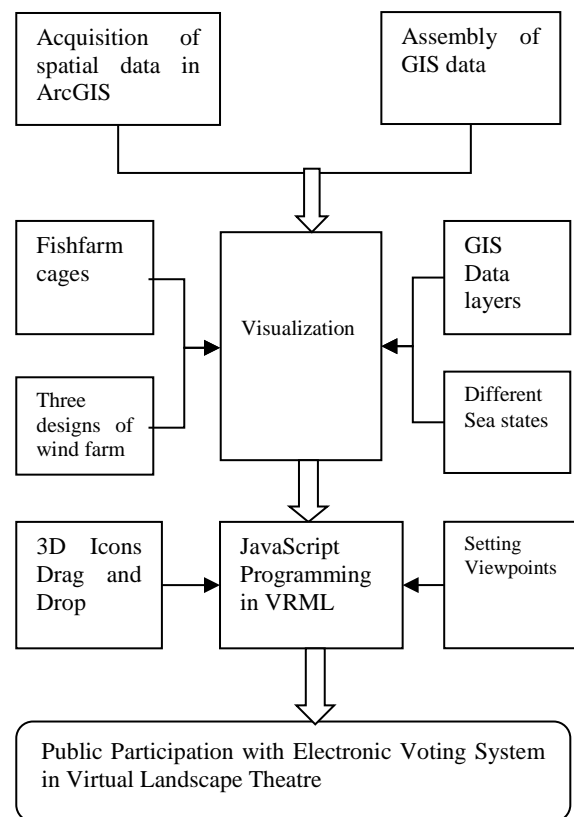 Acquisition of
spatial data in
ArcGIS
Assembly of
GIS data
Fishfarm
cages
GIS
Data
layers
Visualization
Three
designs of
wind farm
Different
Sea states
3D Icons
Drag and
Drop
JavaScript
Programming
in VRML
Setting
Viewpoints
Public Participation with Electronic Voting System
in Virtual Landscape Theatre